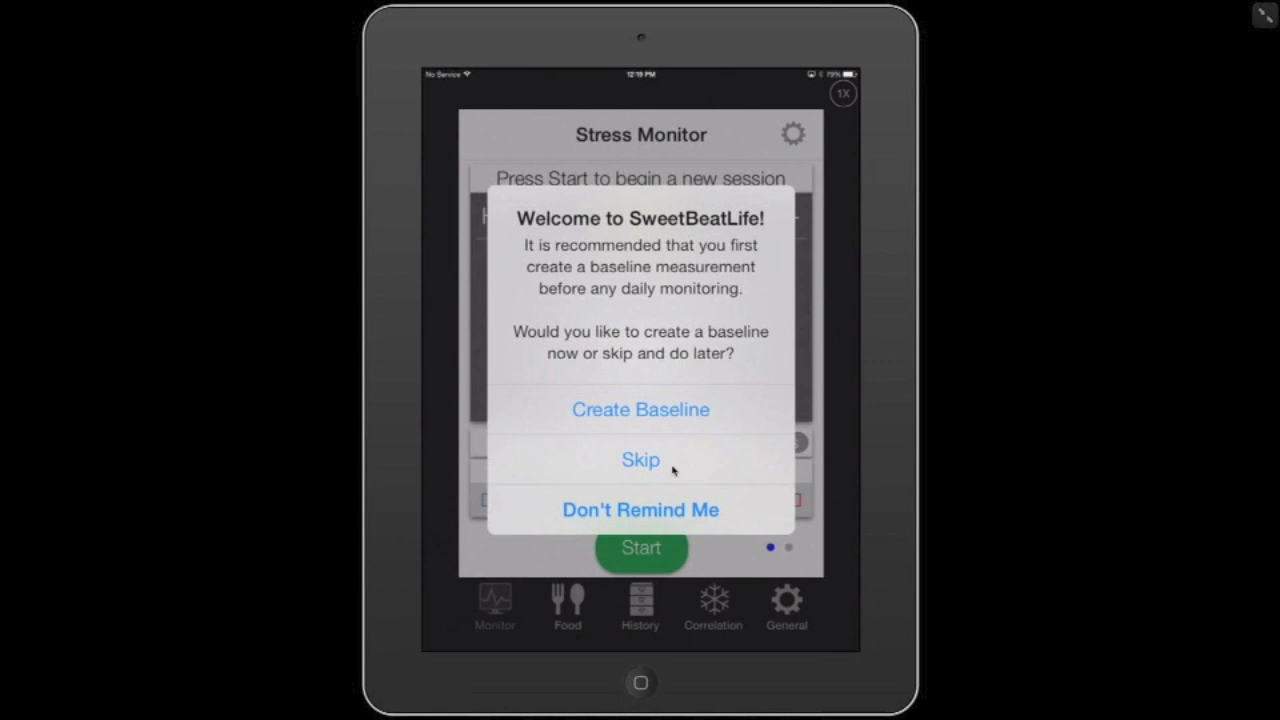 No Service
12:19 PM
79%
1X
Stress Monitor
Press Start to begin a new session
Welcome to SweetBeatLife!
It is recommended that you first
create a baseline measurement
before any daily monitoring.
Would you like to create a baseline
now or skip and do later?
Create Baseline
Skip
Don't Remind Me
Start
Monitor
Food
History
Correlation
General